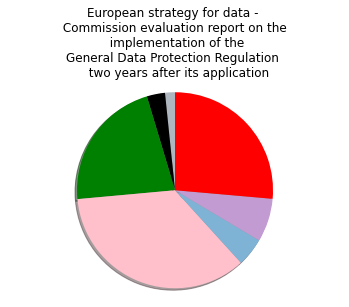 European strategy for data -
Commission evaluation report on the
implementation of the
General Data Protection Regulation
two years after its application